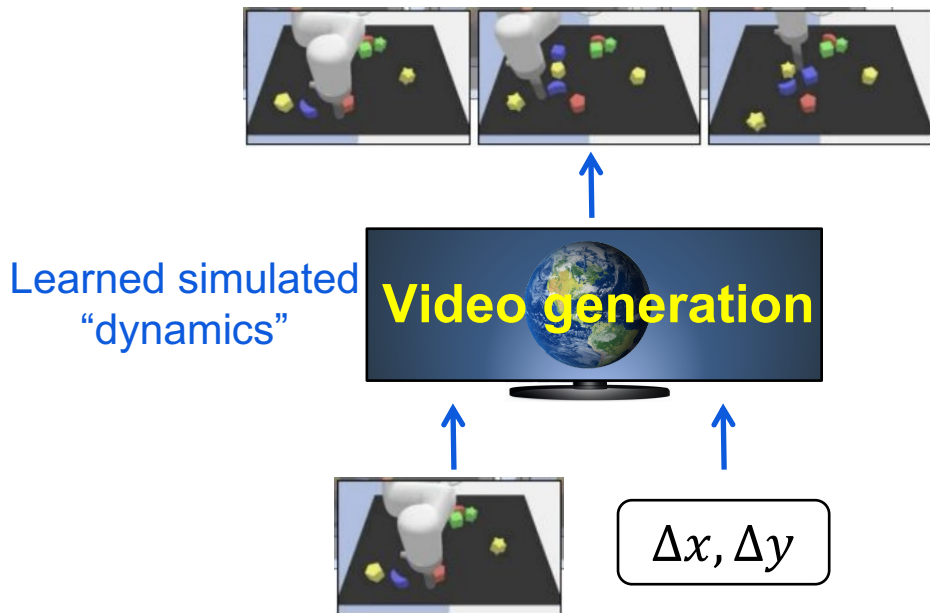 Learned simulated
“dynamics”
Video generation
Δx, Δy